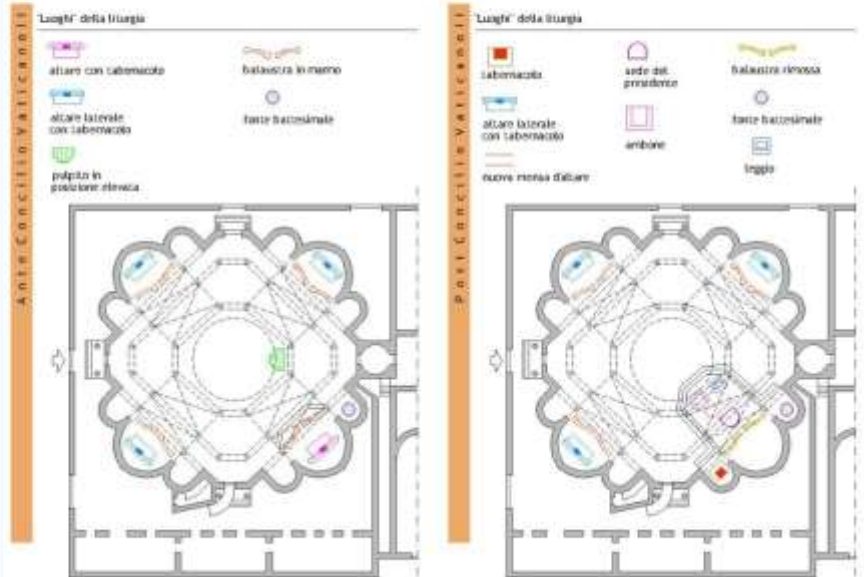 Ante Concilio Vaticano II
"Luoghi" della liturgia
altare con tabernacolo
balaustra in marmo
altare laterale
con tabernacolo
fonte battesimale
pulpito in
posizione elevata
Post Concilio Vaticano II
"Luoghi" della liturgia
tabernacolo
sede del
presidente
balaustra rimossa
altare laterale
con tabernacolo
ambone
fonte battesimale
nuova mensa d'altare
leggio